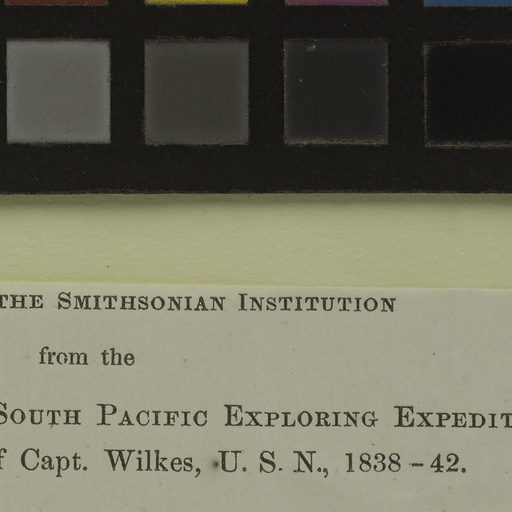 THE SMITHSONIAN INSTITUTION
from the
SOUTH PACIFIC EXPLORING EXPEDIT
f Capt. Wilkes, U. S. N., 1838-42.